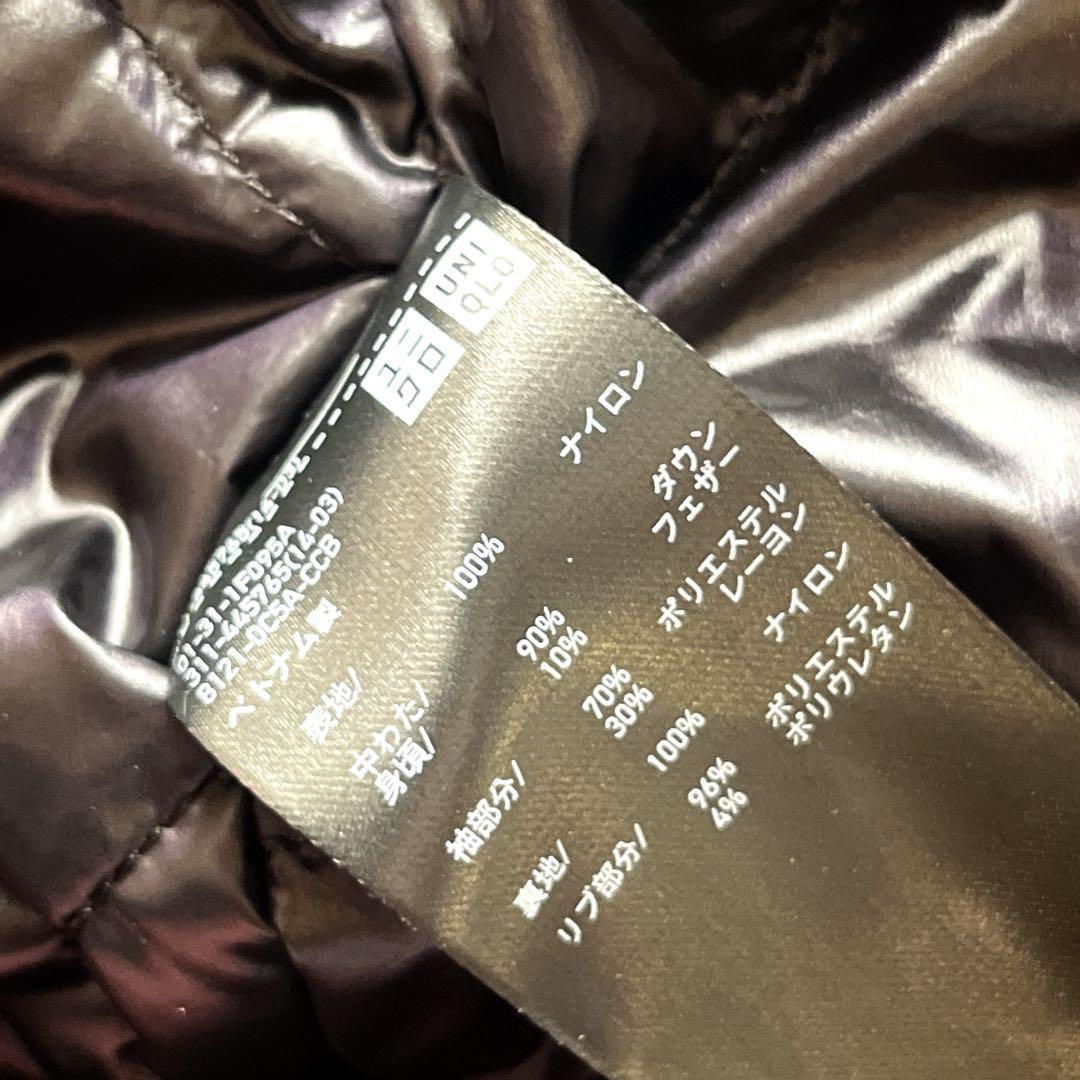 UNI
QLO
ユニ
クロ
311-445765(14-03)
ベトナム製
表地/ 100% ナイロン
中わた/
身頃/ 90% ダウン
10% フェザー
袖部分/ 70% ポリエステル
30% レーヨン
裏地/ 100% ナイロン
リブ部分/ 96% ポリエステル
4% ポリウレタン